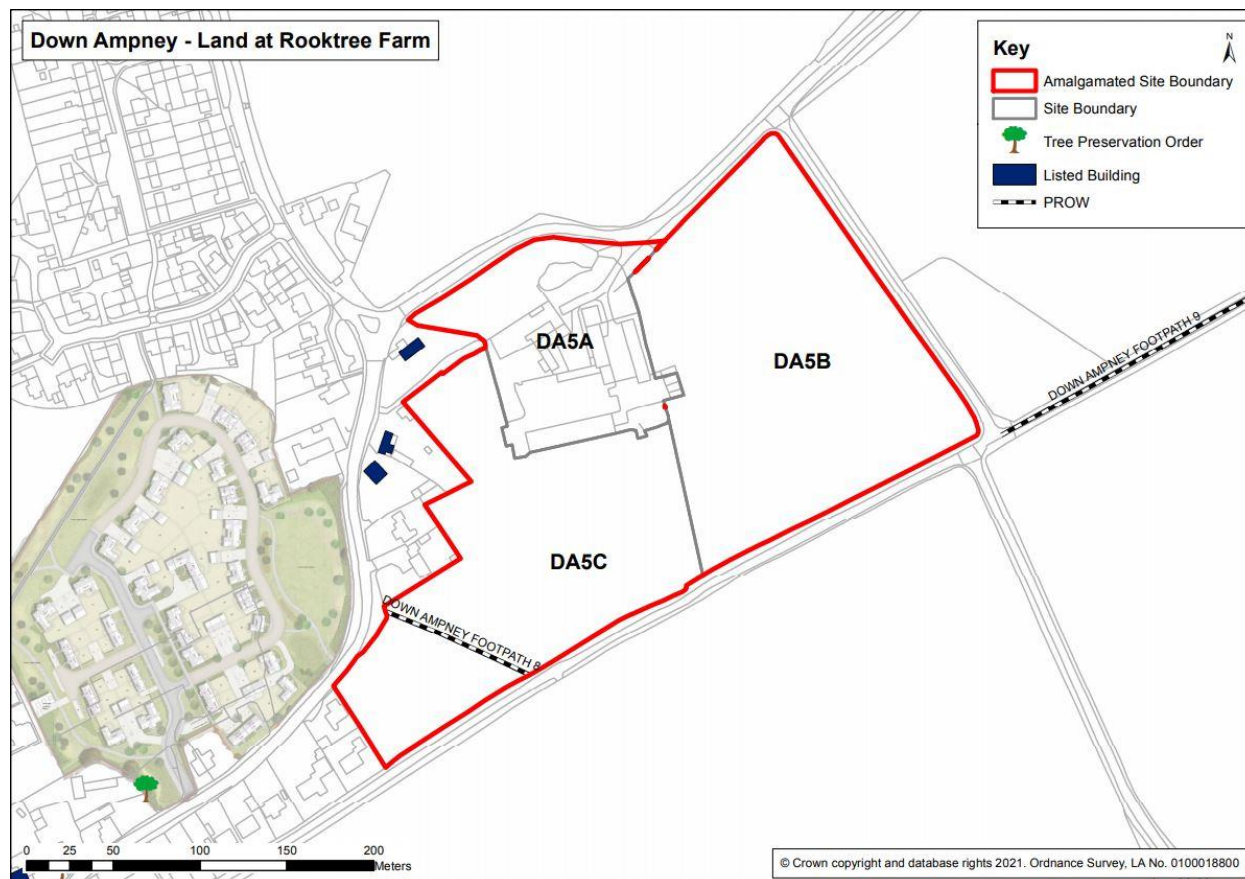 Down Ampney - Land at Rooktree Farm
Key
N
Amalgamated Site Boundary
Site Boundary
Tree Preservation Order
Listed Building
PROW
DA5A
DA5B
DOWN AMPNEY FOOTPATH 9
DA5C
DOWN AMPNEY FOOTPATH 8
0 25 50 100 150 200
Meters
© Crown copyright and database rights 2021. Ordnance Survey, LA No. 0100018800